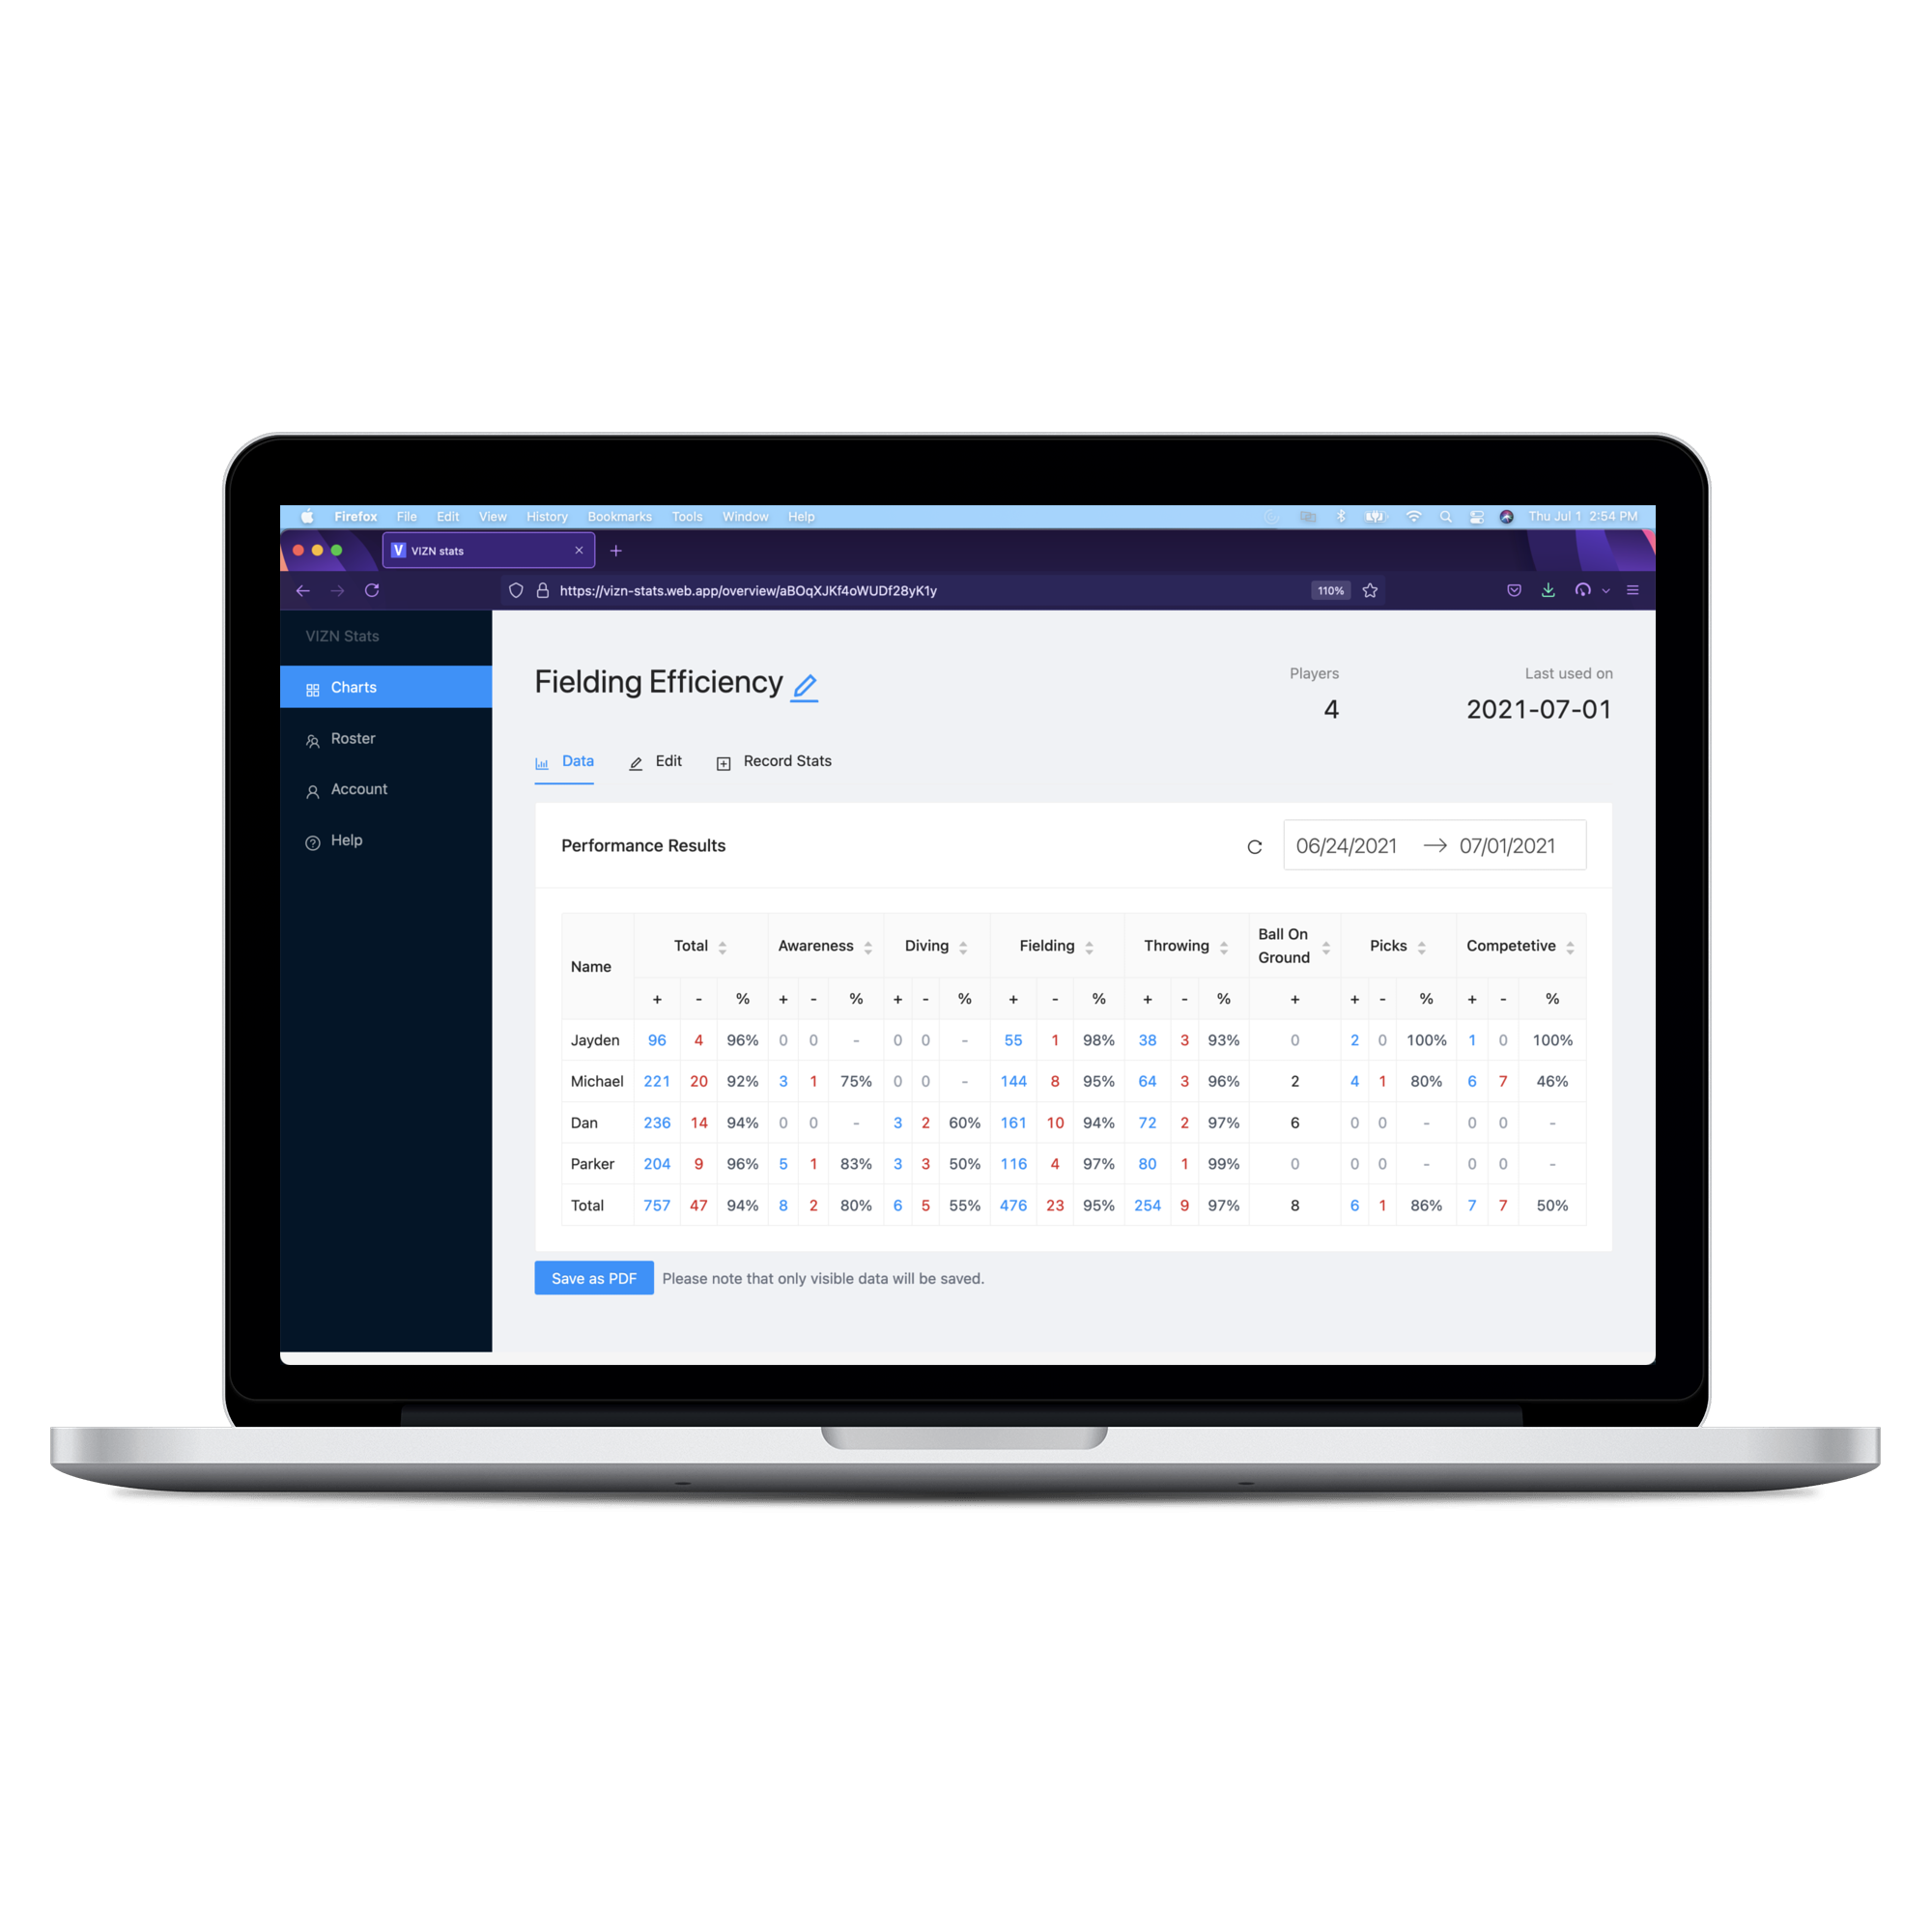 Firefox File Edit View History Bookmarks Tools Window Help Thu Jul 1 2:54 PM
V VIZN stats
https://vizn-stats.web.app/overview/aBOqXJKf4oWUDf28yK1y 110%
VIZN Stats
Charts
Roster
Account
Help
Fielding Efficiency
Players
4
Last used on
2021-07-01
Data Edit Record Stats
Performance Results 06/24/2021 → 07/01/2021
Name Total Awareness Diving Fielding Throwing Ball On Ground Picks Competetive
+ - % + - % + - % + - % + - % + + - % + - %
Jayden 96 4 96% 0 0 - 0 0 - 55 1 98% 38 3 93% 0 2 0 100% 1 0 100%
Michael 221 20 92% 3 1 75% 0 0 - 144 8 95% 64 3 96% 2 4 1 80% 6 7 46%
Dan 236 14 94% 0 0 - 3 2 60% 161 10 94% 72 2 97% 6 0 0 - 0 0 -
Parker 204 9 96% 5 1 83% 3 3 50% 116 4 97% 80 1 99% 0 0 0 - 0 0 -
Total 757 47 94% 8 2 80% 6 5 55% 476 23 95% 254 9 97% 8 6 1 86% 7 7 50%
Save as PDF Please note that only visible data will be saved.